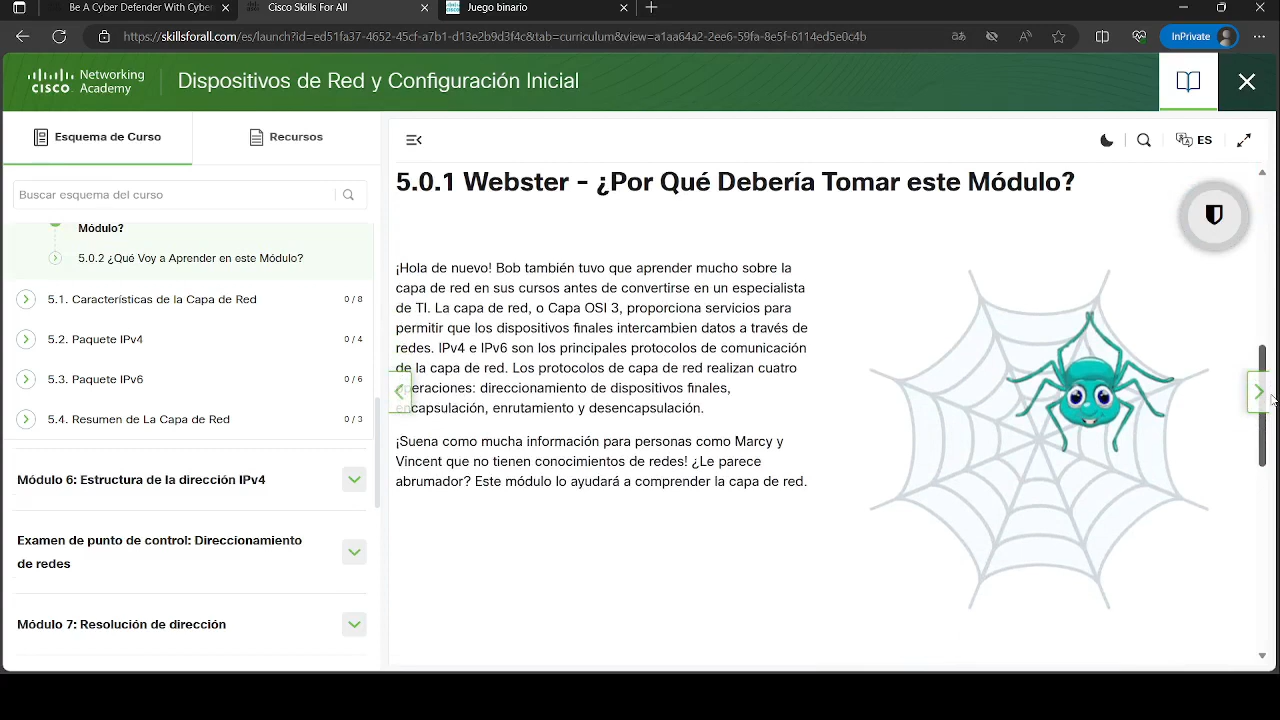 Be A Cyber Defender With Cyber
Cisco Skills For All
Juego binario
https://skillsforall.com/es/launch?id=ed51fa37-4652-45cf-a7b1-d13e2b9d3f4c8&tab=curriculum&view=a1aa64a2-2ee6-59fa-8e5f-6114ed5e0c4b
InPrivate
CISCO
Networking
Academy
Dispositivos de Red y Configuración Inicial
Esquema de Curso
Recursos
ES
Buscar esquema del curso
Módulo?
5.0.2 ¿Qué Voy a Aprender en este Módulo?
5.1. Características de la Capa de Red 0 / 8
5.2. Paquete IPv4 0 / 4
5.3. Paquete IPv6 0 / 6
5.4. Resumen de La Capa de Red 0 / 3
Módulo 6: Estructura de la dirección IPv4
Examen de punto de control: Direccionamiento
de redes
Módulo 7: Resolución de dirección
5.0.1 Webster - ¿Por Qué Debería Tomar este Módulo?
¡Hola de nuevo! Bob también tuvo que aprender mucho sobre la
capa de red en sus cursos antes de convertirse en un especialista
de TI. La capa de red, o Capa OSI 3, proporciona servicios para
permitir que los dispositivos finales intercambien datos a través de
redes. IPv4 e IPv6 son los principales protocolos de comunicación
de la capa de red. Los protocolos de capa de red realizan cuatro
operaciones: direccionamiento de dispositivos finales,
encapsulación, enrutamiento y desencapsulación.
¡Suena como mucha información para personas como Marcy y
Vincent que no tienen conocimientos de redes! ¿Le parece
abrumador? Este módulo lo ayudará a comprender la capa de red.